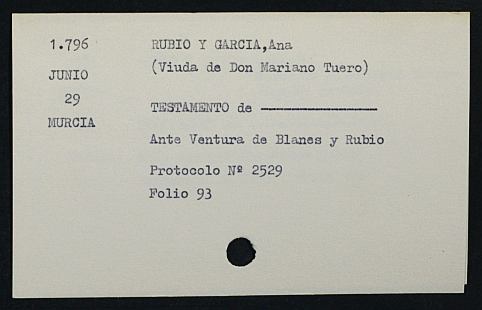 1.796
JUNIO
29
MURCIA
RUBIO Y GARCIA,Ana
(Viuda de Don Mariano Tuero)
TESTAMENTO de ——————
Ante Ventura de Blanes y Rubio
Protocolo Nº 2529
Folio 93